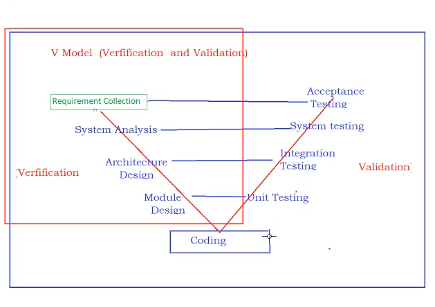 V Model (Verfification and Validation)
Requirement Collection
Acceptance
Testing
System Analysis
System testing
Architecture
Design
Integration
Testing
Verfification
Validation
Module
Design
Unit Testing
Coding